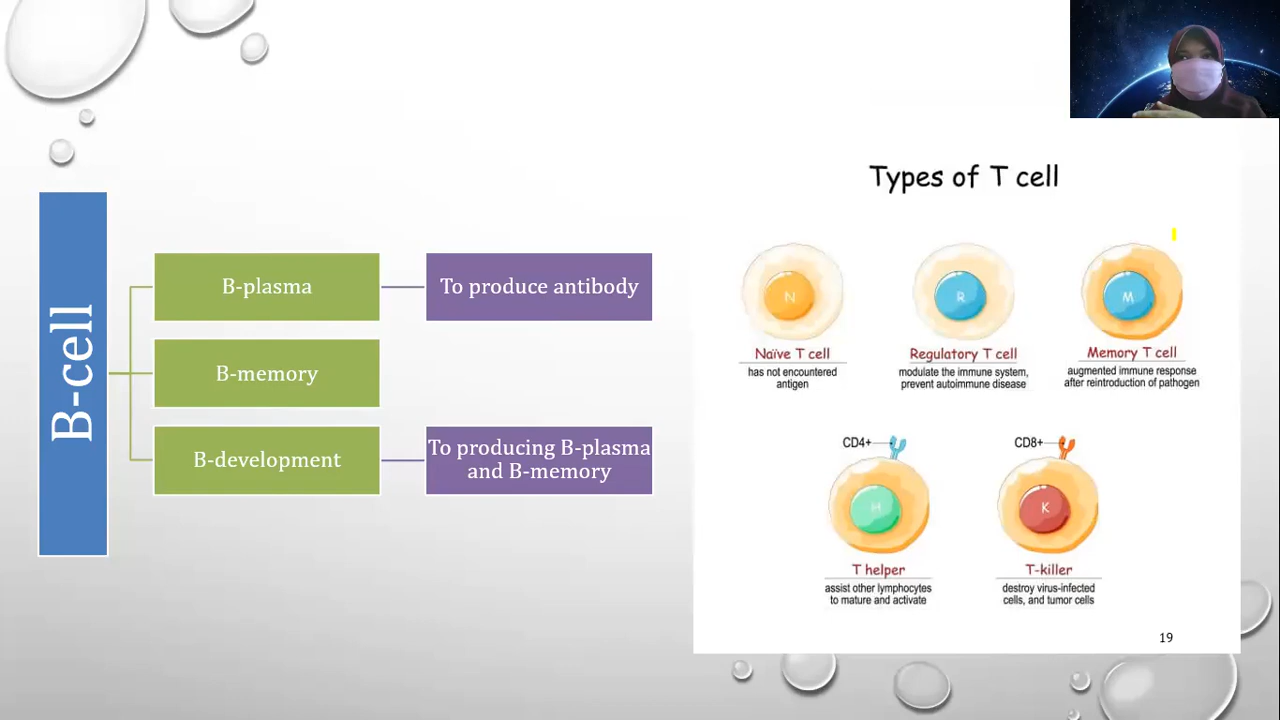 B-cell
B-plasma
To produce antibody
B-memory
B-development
To producing B-plasma
and B-memory
Types of T cell
N
Naïve T cell
has not encountered
antigen
R
Regulatory T cell
modulate the immune system,
prevent autoimmune disease
M
Memory T cell
augmented immune response
after reintroduction of pathogen
CD4+
H
T helper
assist other lymphocytes
to mature and activate
CD8+
K
T-killer
destroy virus-infected
cells, and tumor cells
19